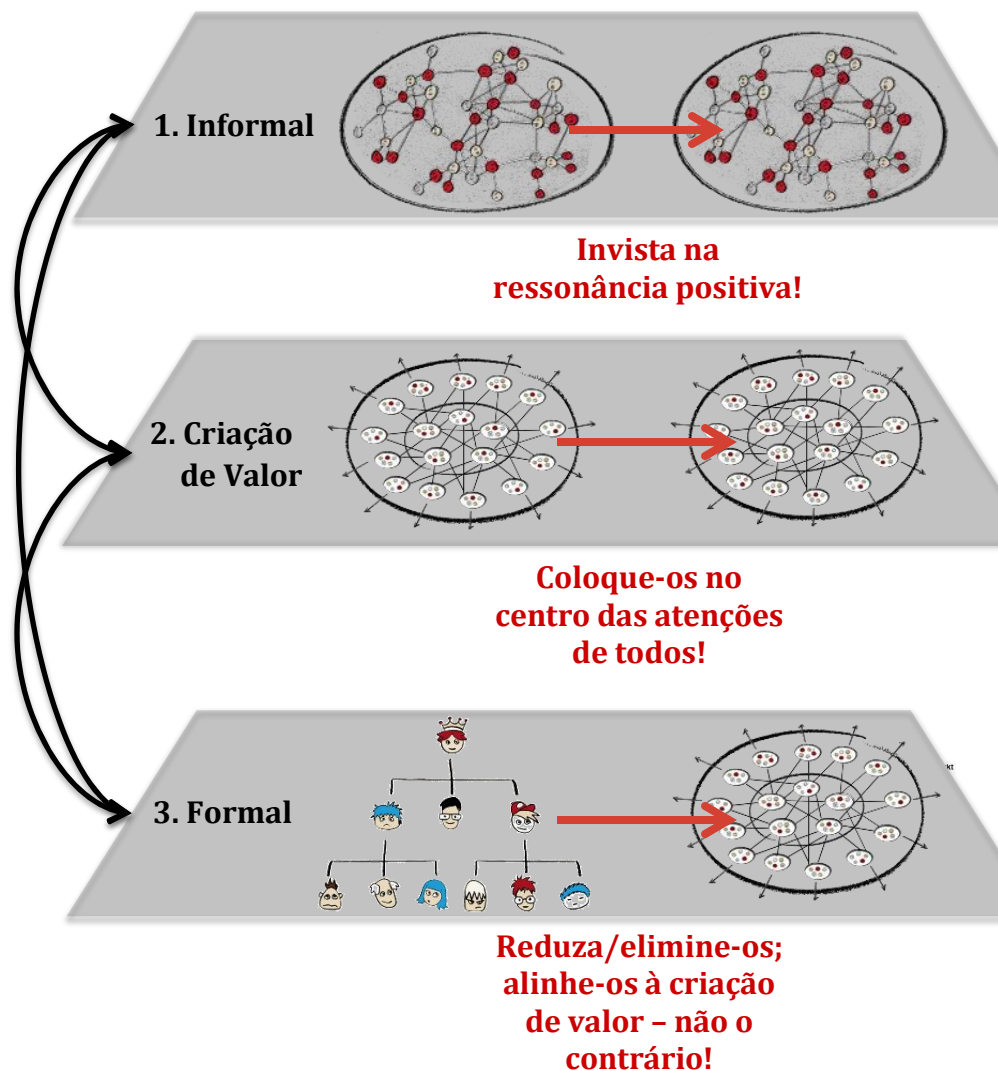 1. Informal
Invista na
ressonância positiva!
2. Criação
de Valor
Coloque-os no
centro das atenções
de todos!
3. Formal
Reduza/elimine-os;
alinhe-os à criação
de valor – não o
contrário!